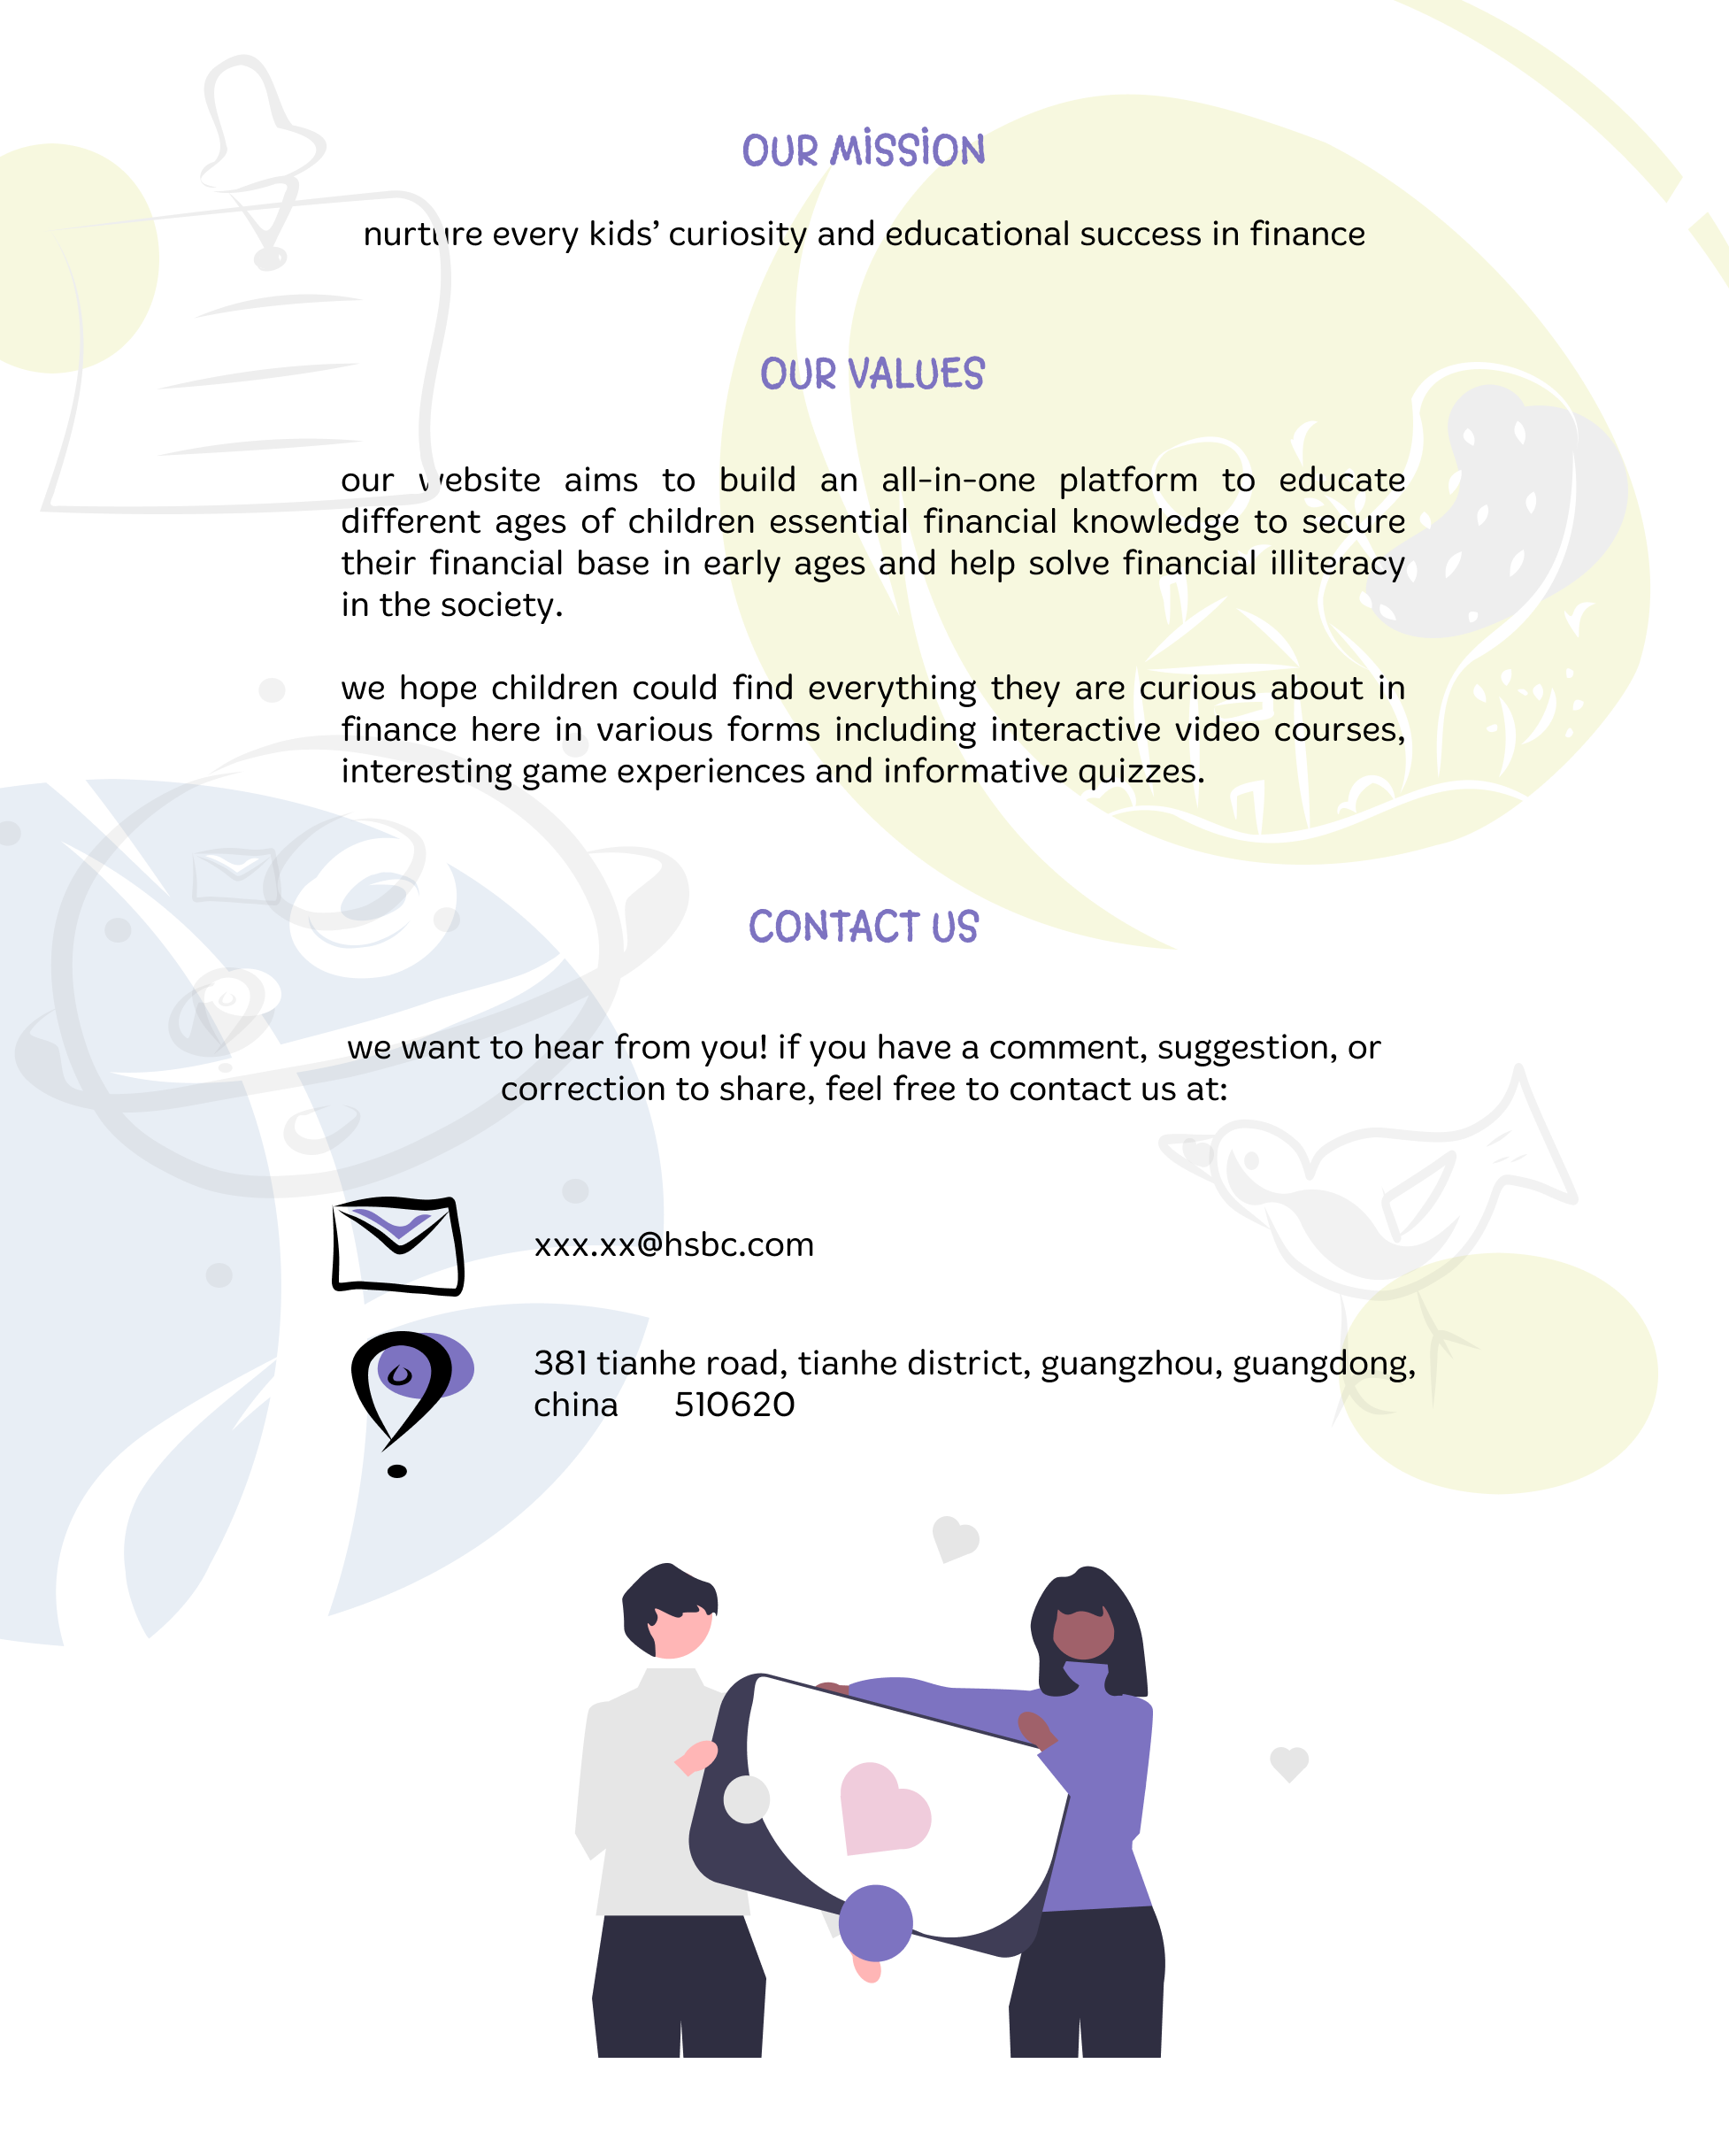 OUR MISSION
nurture every kids’ curiosity and educational success in finance
OUR VALUES
our website aims to build an all-in-one platform to educate
different ages of children essential financial knowledge to secure
their financial base in early ages and help solve financial illiteracy
in the society.
we hope children could find everything they are curious about in
finance here in various forms including interactive video courses,
interesting game experiences and informative quizzes.
CONTACT US
we want to hear from you! if you have a comment, suggestion, or
correction to share, feel free to contact us at:
xxx.xx@hsbc.com
381 tianhe road, tianhe district, guangzhou, guangdong,
china 510620